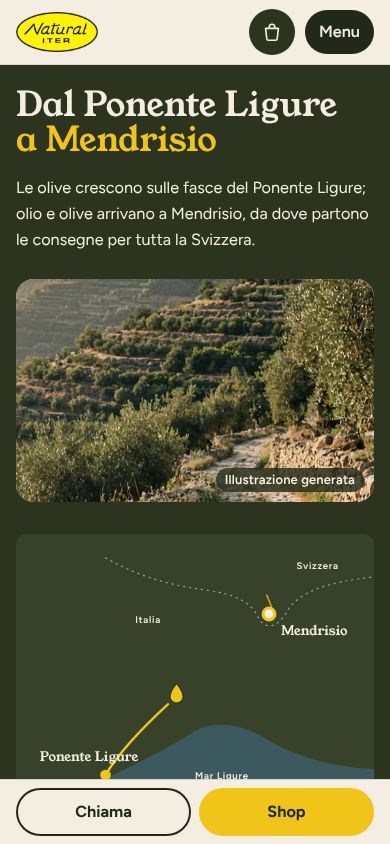 Natural
ITER
Menu
Dal Ponente Ligure
a Mendrisio
Le olive crescono sulle fasce del Ponente Ligure;
olio e olive arrivano a Mendrisio, da dove partono
le consegne per tutta la Svizzera.
Illustrazione generata
Svizzera
Italia
Mendrisio
Ponente Ligure
Mar Ligure
Chiama
Shop